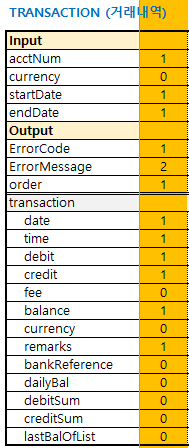 TRANSACTION (거래내역)
Input
acctNum 1
currency 0
startDate 1
endDate 1
Output
ErrorCode 1
ErrorMessage 2
order 1
transaction
date 1
time 1
debit 1
credit 1
fee 0
balance 1
currency 0
remarks 1
bankReference 0
dailyBal 0
debitSum 0
creditSum 0
lastBalOfList 0